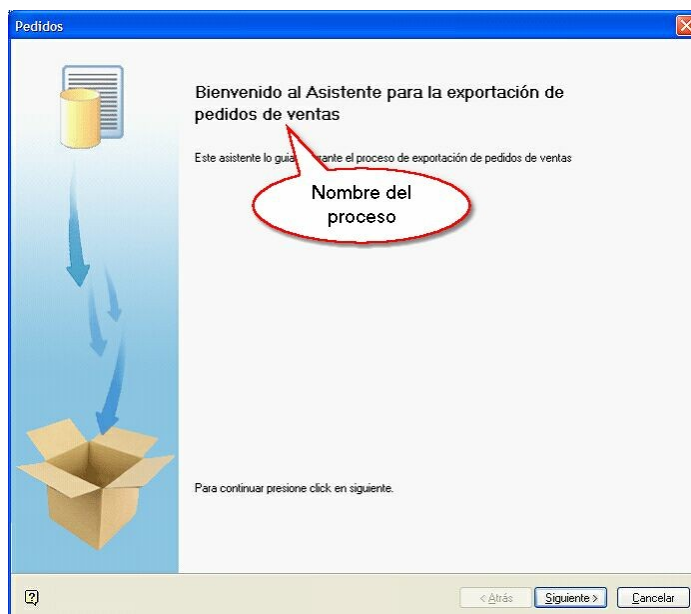 Pedidos
Bienvenido al Asistente para la exportación de
pedidos de ventas
Este asistente lo guia rante el proceso de exportación de pedidos de ventas
Nombre del
proceso
Para continuar presione click en siguiente.
< Atrás Siguiente > Cancelar